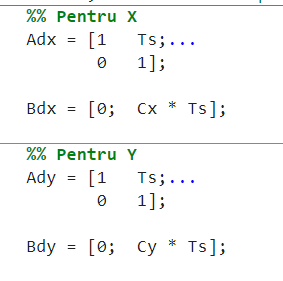 %% Pentru X
Adx = [1   Ts;...
       0   1];
Bdx = [0;  Cx * Ts];
%% Pentru Y
Ady = [1   Ts;...
       0   1];
Bdy = [0;  Cy * Ts];